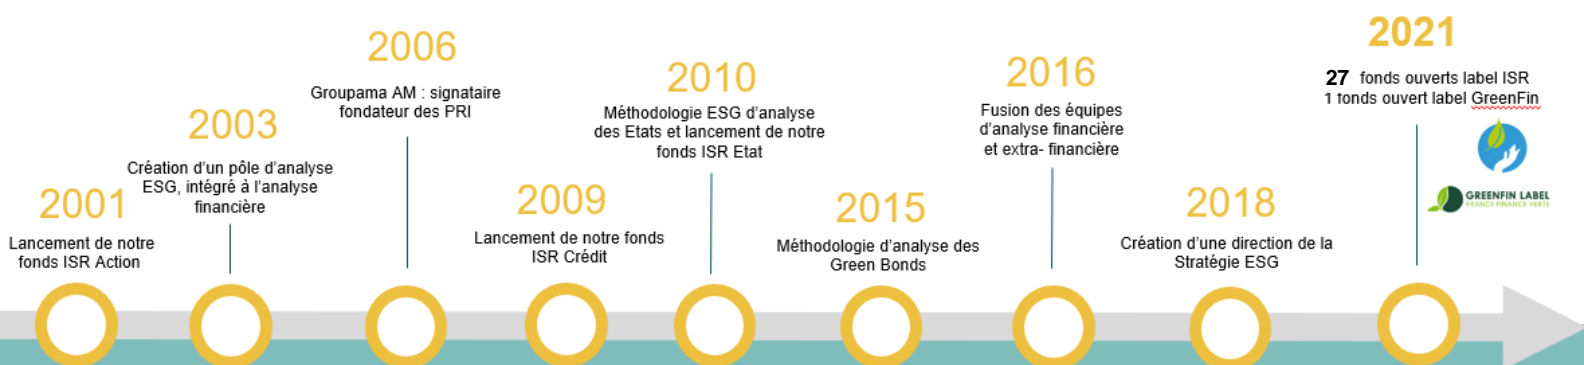 2001
Lancement de notre
fonds ISR Action
2003
Création d’un pôle d’analyse
ESG, intégré à l’analyse
financière
2006
Groupama AM : signataire
fondateur des PRI
2009
Lancement de notre fonds
ISR Crédit
2010
Méthodologie ESG d’analyse
des Etats et lancement de notre
fonds ISR Etat
2015
Méthodologie d’analyse des
Green Bonds
2016
Fusion des équipes
d’analyse financière
et extra- financière
2018
Création d’une direction de la
Stratégie ESG
2021
27 fonds ouverts label ISR
1 fonds ouvert label GreenFin
GREENFIN LABEL
FRANCE FINANCE VERTE